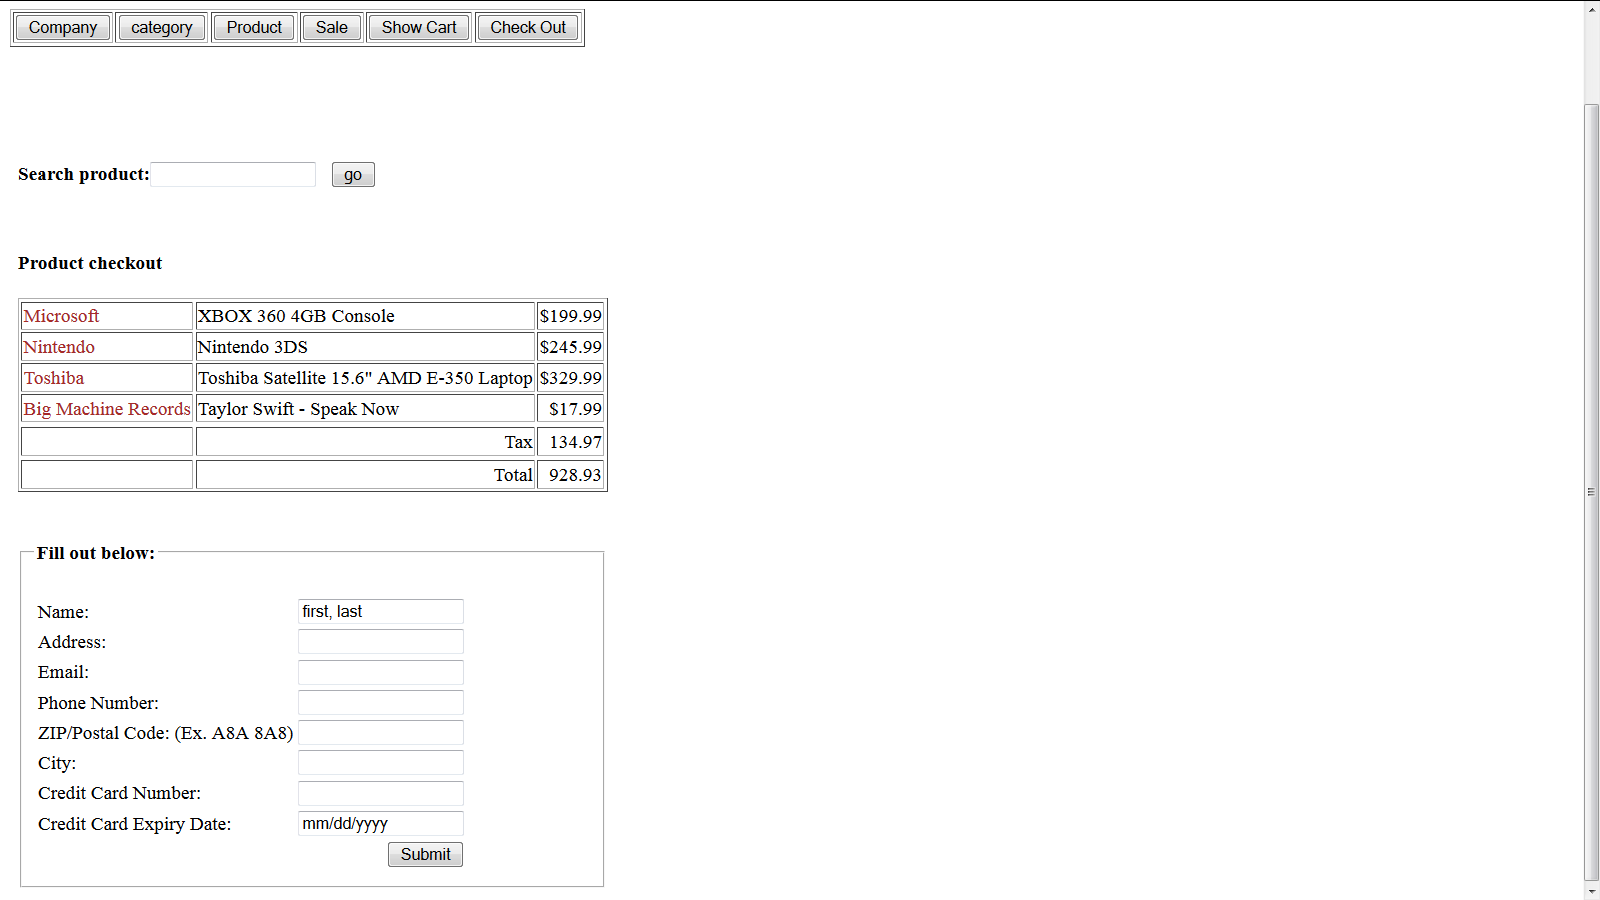 Company category Product Sale Show Cart Check Out
Search product: go
Product checkout
Microsoft XBOX 360 4GB Console $199.99
Nintendo Nintendo 3DS $245.99
Toshiba Toshiba Satellite 15.6" AMD E-350 Laptop $329.99
Big Machine Records Taylor Swift - Speak Now $17.99
Tax 134.97
Total 928.93
Fill out below:
Name: first, last
Address:
Email:
Phone Number:
ZIP/Postal Code: (Ex. A8A 8A8)
City:
Credit Card Number:
Credit Card Expiry Date: mm/dd/yyyy
Submit